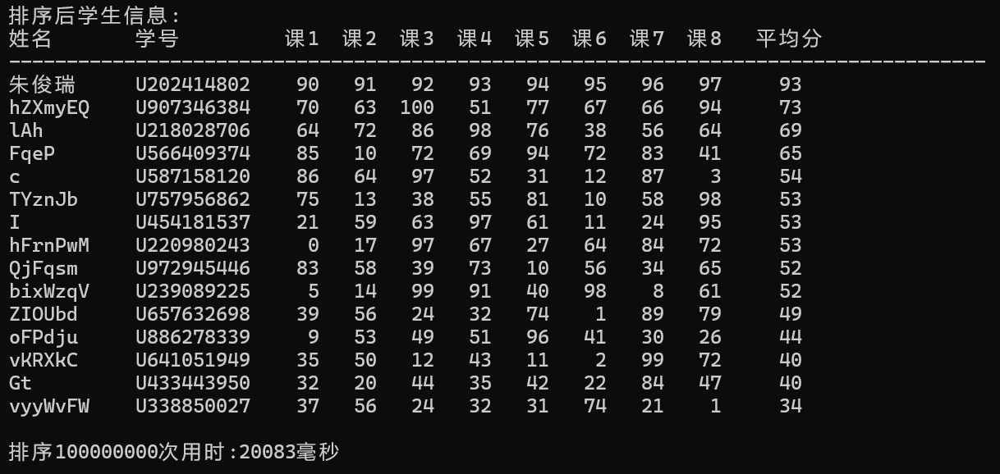 排序后学生信息:
姓名 学号 课1 课2 课3 课4 课5 课6 课7 课8 平均分
-------------------------------------------------------------------------------------
朱俊瑞 U202414802 90 91 92 93 94 95 96 97 93
hZXmyEQ U907346384 70 63 100 51 77 67 66 94 73
lAh U218028706 64 72 86 98 76 38 56 64 69
FqeP U566409374 85 10 72 69 94 72 83 41 65
c U587158120 86 64 97 52 31 12 87 3 54
TYznJb U757956862 75 13 38 55 81 10 58 98 53
I U454181537 21 59 63 97 61 11 24 95 53
hFrnPwM U220980243 0 17 97 67 27 64 84 72 53
QjFqsm U972945446 83 58 39 73 10 56 34 65 52
bixWzqV U239089225 5 14 99 91 40 98 8 61 52
ZIOUbd U657632698 39 56 24 32 74 1 89 79 49
oFPdju U886278339 9 53 49 51 96 41 30 26 44
vKRXkC U641051949 35 50 12 43 11 2 99 72 40
Gt U433443950 32 20 44 35 42 22 84 47 40
vyyWvFW U338850027 37 56 24 32 31 74 21 1 34
排序100000000次用时:20083毫秒